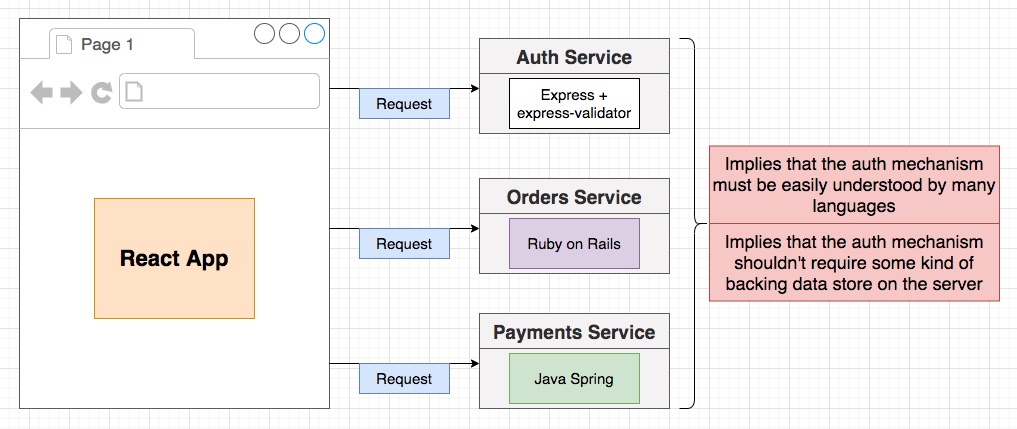 Page 1
React App
Request
Request
Request
Auth Service
Express +
express-validator
Orders Service
Ruby on Rails
Payments Service
Java Spring
Implies that the auth mechanism
must be easily understood by many
languages
Implies that the auth mechanism
shouldn't require some kind of
backing data store on the server